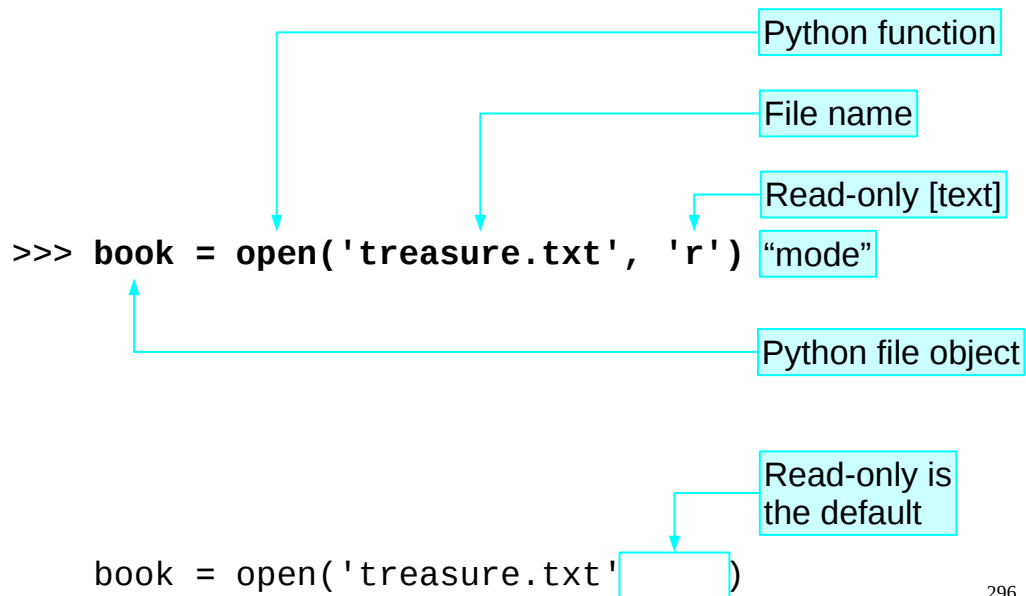 Python function
File name
Read-only [text]
>>> book = open('treasure.txt', 'r') “mode”
Python file object
Read-only is
the default
book = open('treasure.txt' )
296